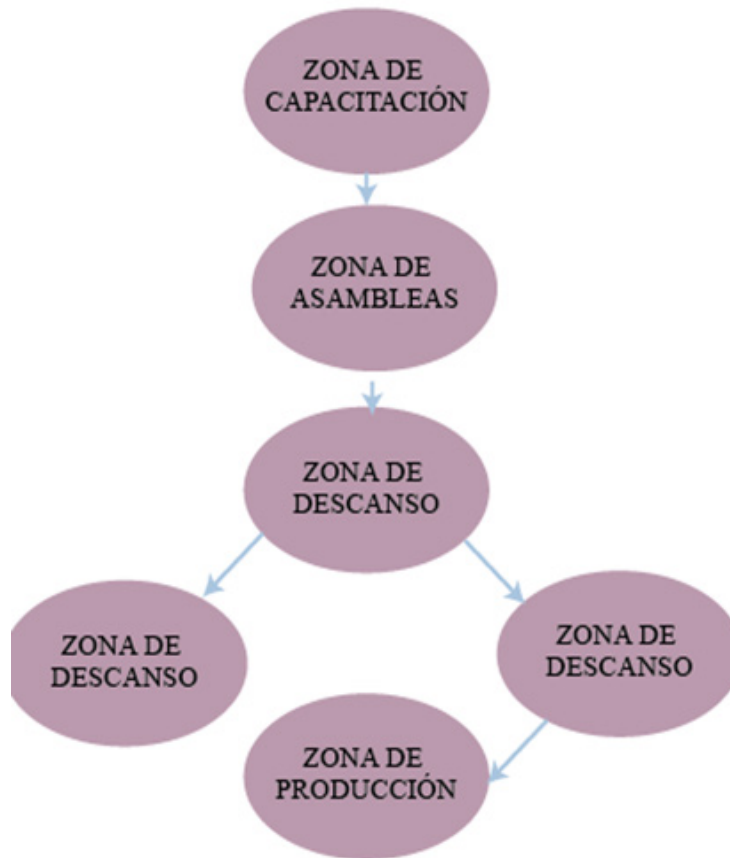 ZONA DE
CAPACITACIÓN
ZONA DE
ASAMBLEAS
ZONA DE
DESCANSO
ZONA DE
DESCANSO
ZONA DE
DESCANSO
ZONA DE
PRODUCCIÓN